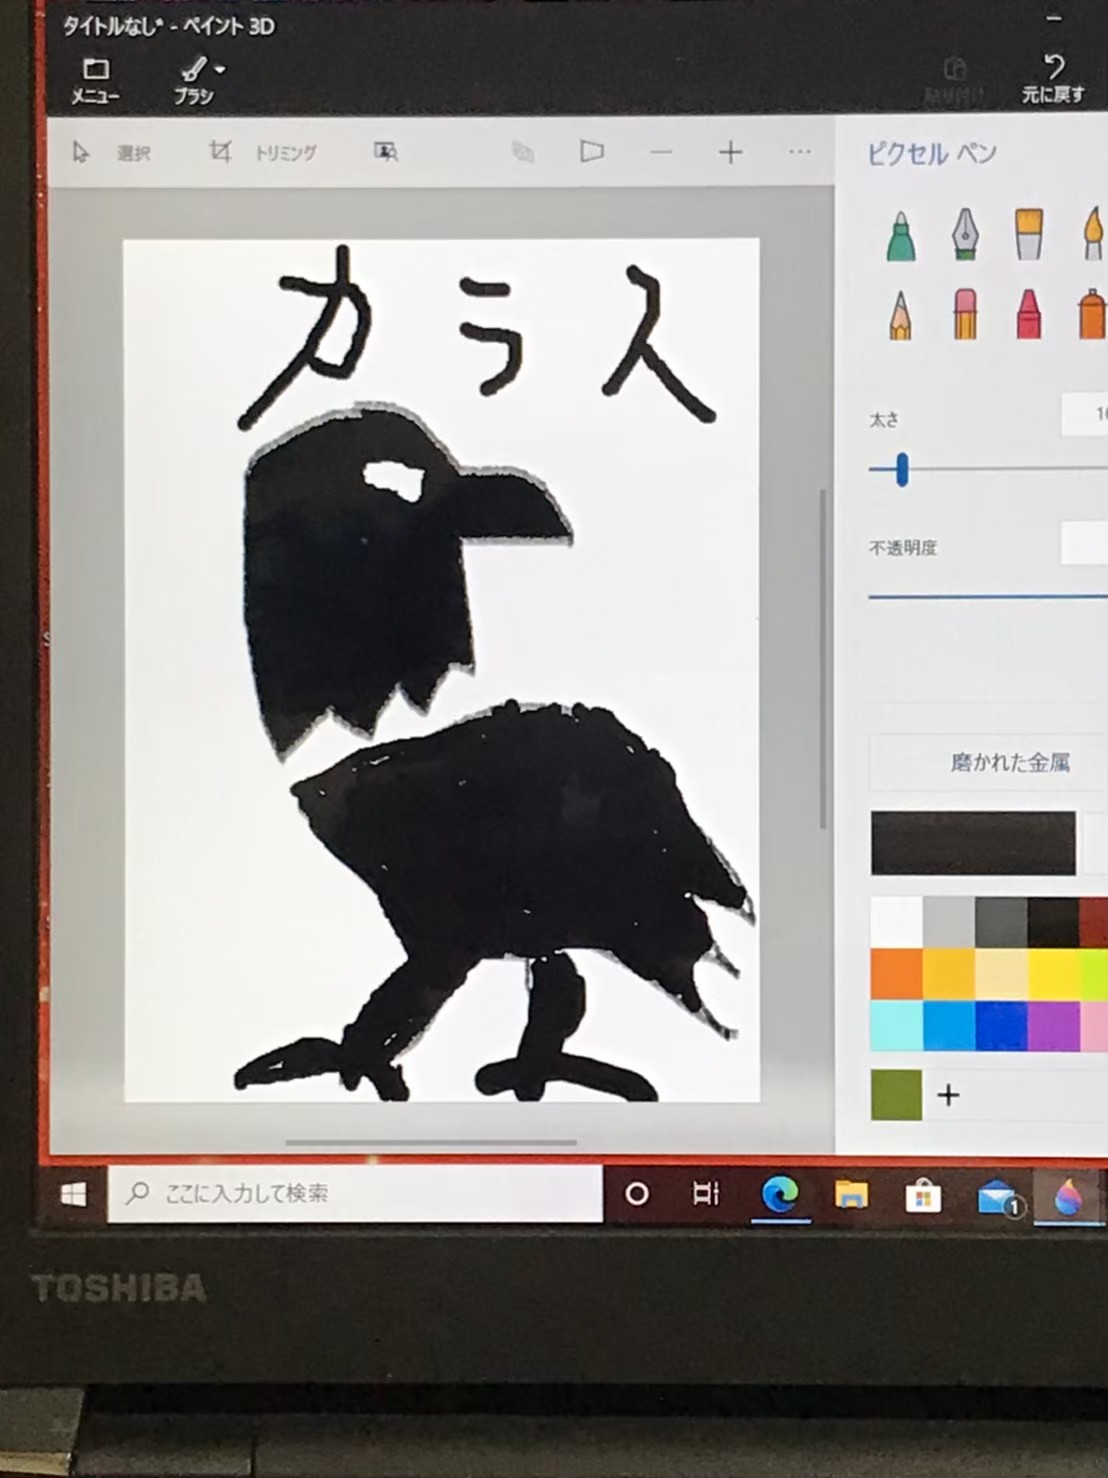 タイトルなし* - ペイント 3D
メニュー
ブラシ
貼り付け
元に戻す
選択
トリミング
ピクセル ペン
カラス
太さ
不透明度
磨かれた金属
ここに入力して検索
1
TOSHIBA